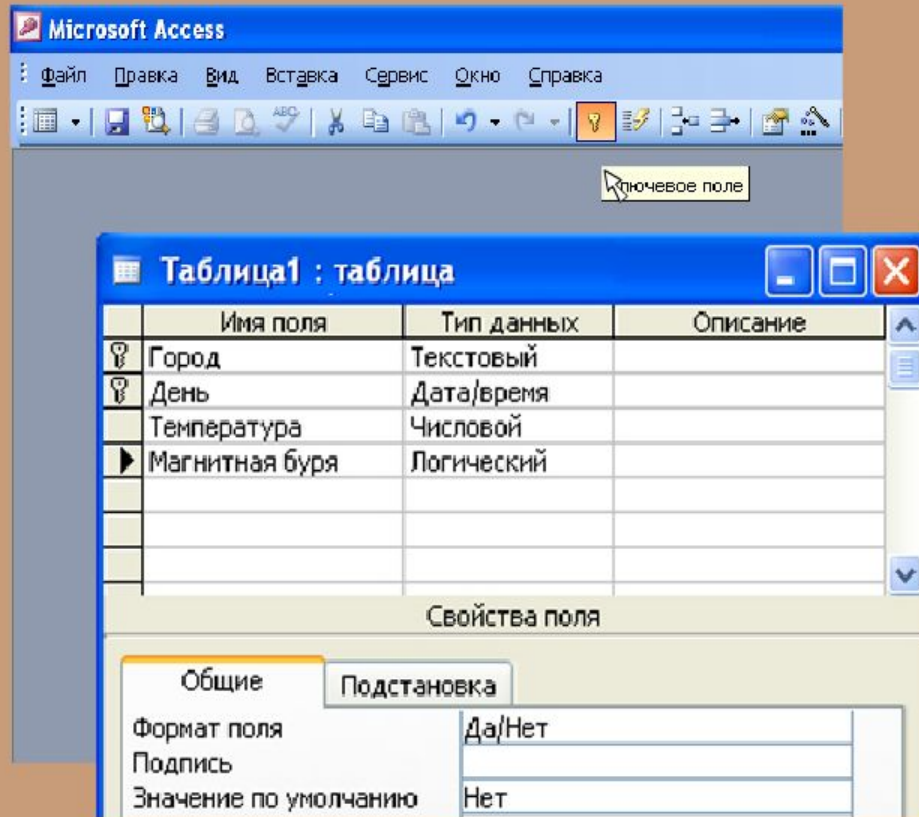 Microsoft Access
Файл Правка Вид Вставка Сервис Окно Справка
ABC
поле
Таблица1 : таблица
Имя поля Тип данных Описание
Город Текстовый
День Дата/время
Температура Числовой
Магнитная буря Логический
Свойства поля
Общие Подстановка
Формат поля Да/Нет
Подпись
Значение по умолчанию Нет